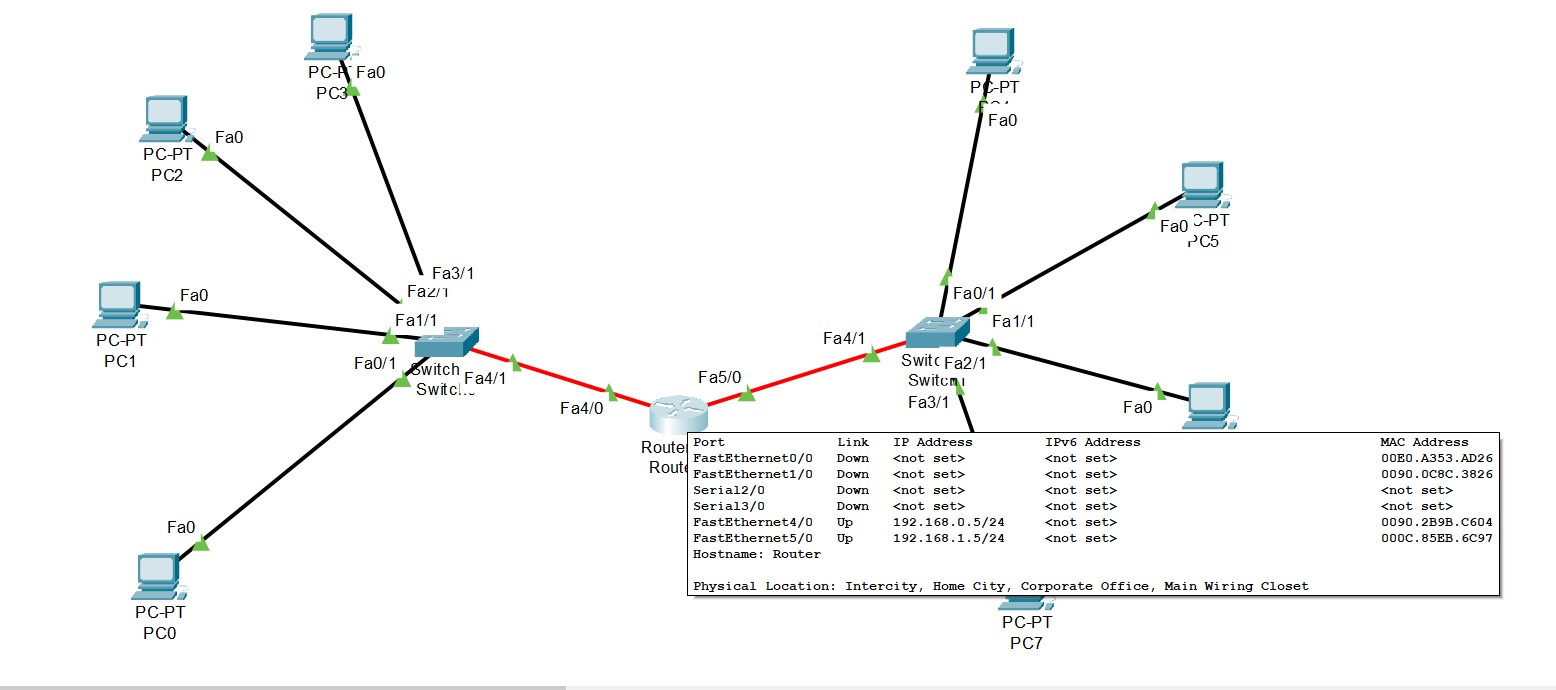 Fa0
PC3
PC-PT
PC2
Fa0
PC-PT
Fa0
PC-PT
PC5
Fa0
Fa3/1
Fa2/1
Fa0
PC-PT
PC1
Fa1/1
Fa0/1
Switch
Fa4/1
Fa0/1
Fa1/1
Fa4/1
Fa2/1
Fa3/1
Fa5/0
Fa4/0
Fa0
Router
Port Link IP Address IPv6 Address MAC Address
FastEthernet0/0 Down <not set> <not set> 00E0.A353.AD26
FastEthernet1/0 Down <not set> <not set> 0090.0C8C.3826
Serial2/0 Down <not set> <not set> <not set>
Serial3/0 Down <not set> <not set> <not set>
FastEthernet4/0 Up 192.168.0.5/24 <not set> 0090.2B9B.C604
FastEthernet5/0 Up 192.168.1.5/24 <not set> 000C.85EB.6C97
Hostname: Router
Physical Location: Intercity, Home City, Corporate Office, Main Wiring Closet
Fa0
PC-PT
PC0
PC-PT
PC7